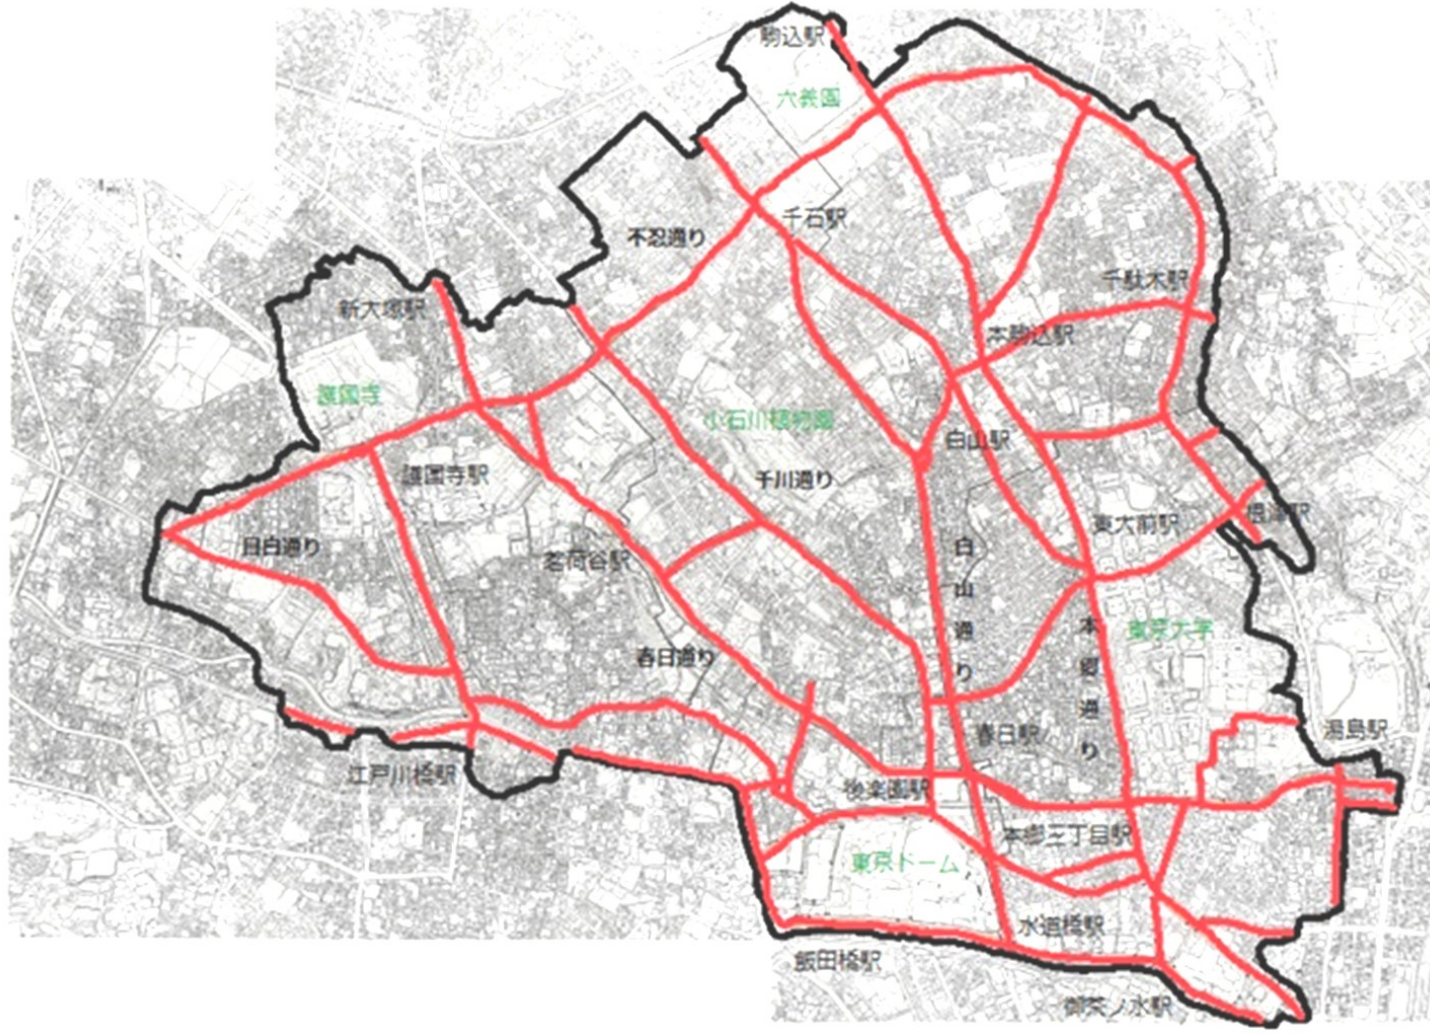 駒込駅
六義園
千石駅
不忍通り
千駄木駅
新大塚駅
本駒込駅
護国寺
小石川植物園
白山駅
護国寺駅
千川通り
根津駅
東大前駅
目白通り
茗荷谷駅
白山通り
本郷通り
東京大学
春日通り
湯島駅
春日駅
江戸川橋駅
後楽園駅
本郷三丁目駅
東京ドーム
水道橋駅
飯田橋駅
御茶ノ水駅